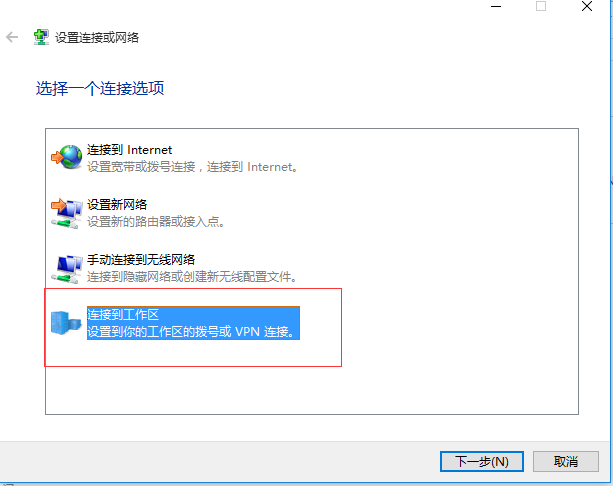 设置连接或网络
选择一个连接选项
连接到 Internet
设置宽带或拨号连接，连接到 Internet。
设置新网络
设置新的路由器或接入点。
手动连接到无线网络
连接到隐藏网络或创建新无线配置文件。
连接到工作区
设置到你的工作区的拨号或 VPN 连接。
下一步(N)
取消